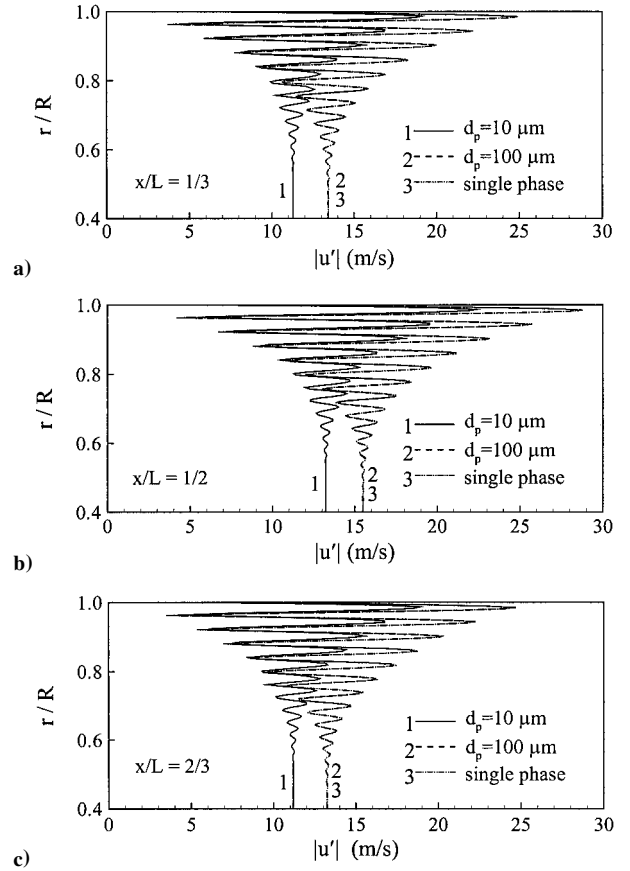 1.0
0.8
0.6
0.4
r / R
1 d_p=10 μm
2 d_p=100 μm
3 single phase
x/L = 1/3
1
2
3
0 5 10 15 20 25 30
|u′| (m/s)
a)
1.0
0.8
0.6
0.4
r / R
1 d_p=10 μm
2 d_p=100 μm
3 single phase
x/L = 1/2
1
2
3
0 5 10 15 20 25 30
|u′| (m/s)
b)
1.0
0.8
0.6
0.4
r / R
1 d_p=10 μm
2 d_p=100 μm
3 single phase
x/L = 2/3
1
2
3
0 5 10 15 20 25 30
|u′| (m/s)
c)